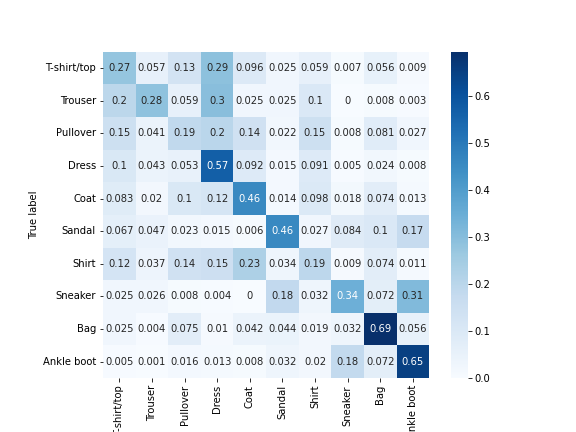 T-shirt/top 0.27 0.057 0.13 0.29 0.096 0.025 0.059 0.007 0.056 0.009
Trouser 0.2 0.28 0.059 0.3 0.025 0.025 0.1 0 0.008 0.003
Pullover 0.15 0.041 0.19 0.2 0.14 0.022 0.15 0.008 0.081 0.027
Dress 0.1 0.043 0.053 0.57 0.092 0.015 0.091 0.005 0.024 0.008
Coat 0.083 0.02 0.1 0.12 0.46 0.014 0.098 0.018 0.074 0.013
Sandal 0.067 0.047 0.023 0.015 0.006 0.46 0.027 0.084 0.1 0.17
Shirt 0.12 0.037 0.14 0.15 0.23 0.034 0.19 0.009 0.074 0.011
Sneaker 0.025 0.026 0.008 0.004 0 0.18 0.032 0.34 0.072 0.31
Bag 0.025 0.004 0.075 0.01 0.042 0.044 0.019 0.032 0.69 0.056
Ankle boot 0.005 0.001 0.016 0.013 0.008 0.032 0.02 0.18 0.072 0.65
True label
-shirt/top
Trouser
Pullover
Dress
Coat
Sandal
Shirt
Sneaker
Bag
nkle boot
0.6
0.5
0.4
0.3
0.2
0.1
0.0